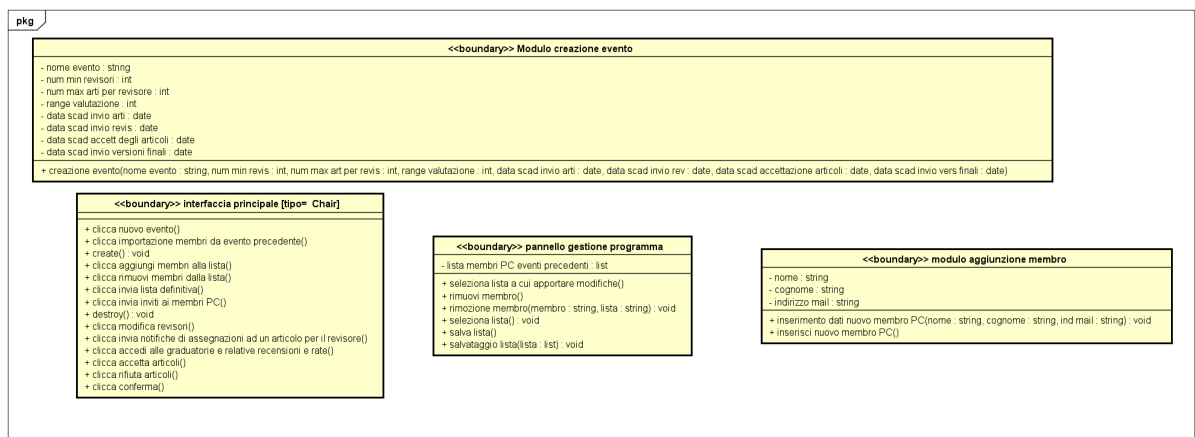 pkg
<<boundary>> Modulo creazione evento
- nome evento : string
- num min revisori : int
- num max arti per revisore : int
- range valutazione : int
- data scad invio arti : date
- data scad invio revis : date
- data scad accett degli articoli : date
- data scad invio versioni finali : date
+ creazione evento(nome evento : string, num min revis : int, num max art per revis : int, range valutazione : int, data scad invio arti : date, data scad invio rev : date, data scad accettazione articoli : date, data scad invio vers finali : date)
<<boundary>> interfaccia principale [tipo= Chair]
+ clicca nuovo evento()
+ clicca importazione membri da evento precedente()
+ create() : void
+ clicca aggiungi membri alla lista()
+ clicca rimuovi membri dalla lista()
+ clicca invia lista definitiva()
+ clicca invia inviti ai membri PC()
+ destroy() : void
+ clicca modifica revisori()
+ clicca invia notifiche di assegnazioni ad un articolo per il revisore()
+ clicca accedi alle graduatorie e relative recensioni e rate()
+ clicca accetta articoli()
+ clicca rifiuta articoli()
+ clicca conferma()
<<boundary>> pannello gestione programma
- lista membri PC eventi precedenti : list
+ seleziona lista a cui apportare modifiche()
+ rimuovi membro()
+ rimozione membro(membro : string, lista : string) : void
+ seleziona lista() : void
+ salva lista()
+ salvataggio lista(lista : list) : void
<<boundary>> modulo aggiunzione membro
- nome : string
- cognome : string
- indirizzo mail : string
+ inserimento dati nuovo membro PC(nome : string, cognome : string, ind mail : string) : void
+ inserisci nuovo membro PC()